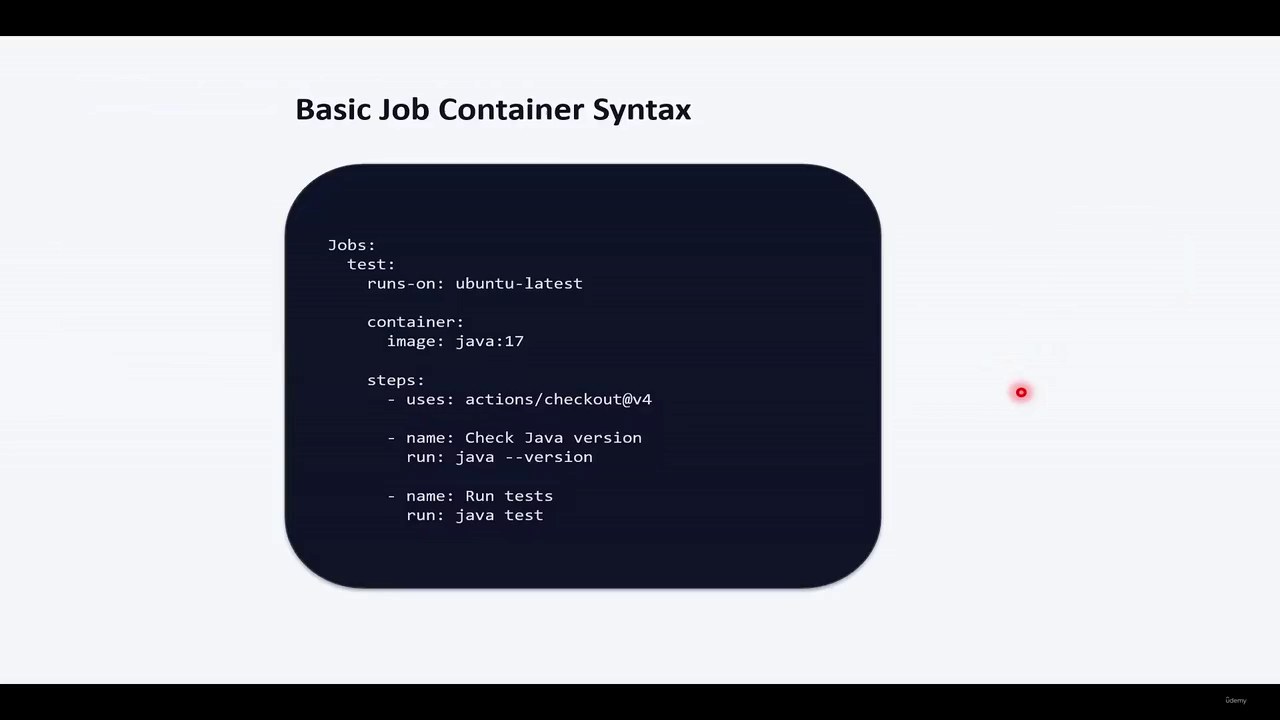 Basic Job Container Syntax
Jobs:
test:
runs-on: ubuntu-latest
container:
image: java:17
steps:
- uses: actions/checkout@v4
- name: Check Java version
run: java --version
- name: Run tests
run: java test
ûdemy